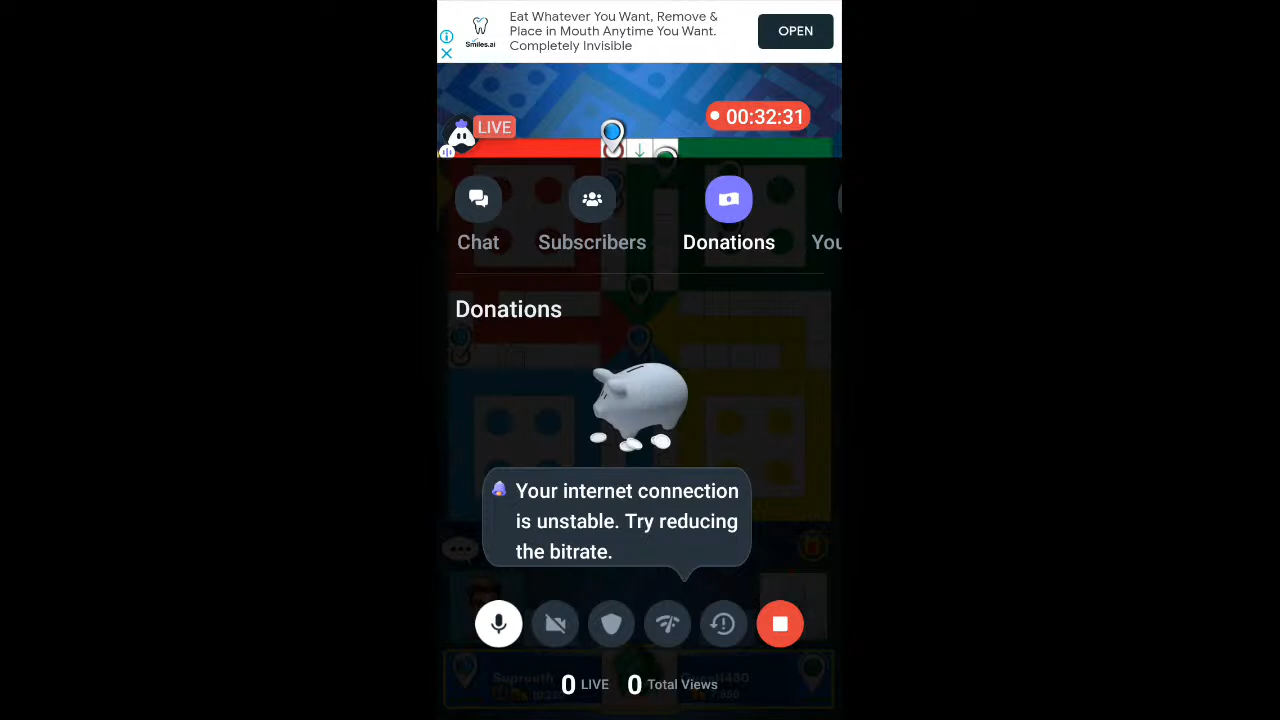 Eat Whatever You Want, Remove &
Place in Mouth Anytime You Want.
Completely Invisible
Smiles.ai
OPEN
LIVE
00:32:31
Chat
Subscribers
Donations
You
Donations
Your internet connection
is unstable. Try reducing
the bitrate.
0 LIVE 0 Total Views